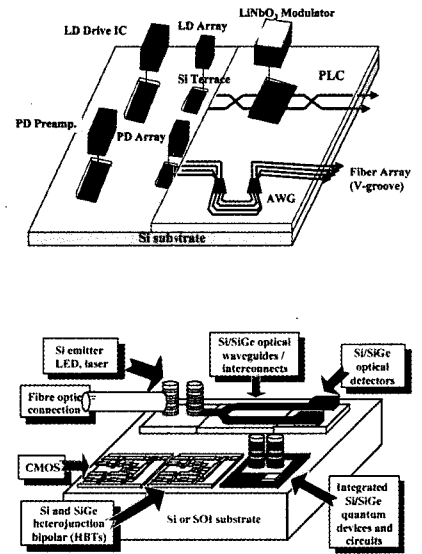 LiNbO₃ Modulator
LD Drive IC
LD Array
Si Terrace
PLC
PD Preamp.
PD Array
Fiber Array
(V-groove)
AWG
Si substrate
Si emitter
LED, laser
Si/SiGe optical
waveguides /
interconnects
Si/SiGe
optical
detectors
Fibre optic
connection
CMOS
Si and SiGe
heterojunction
bipolar (HBTs)
Si or SOI substrate
Integrated
Si/SiGe
quantum
devices and
circuits